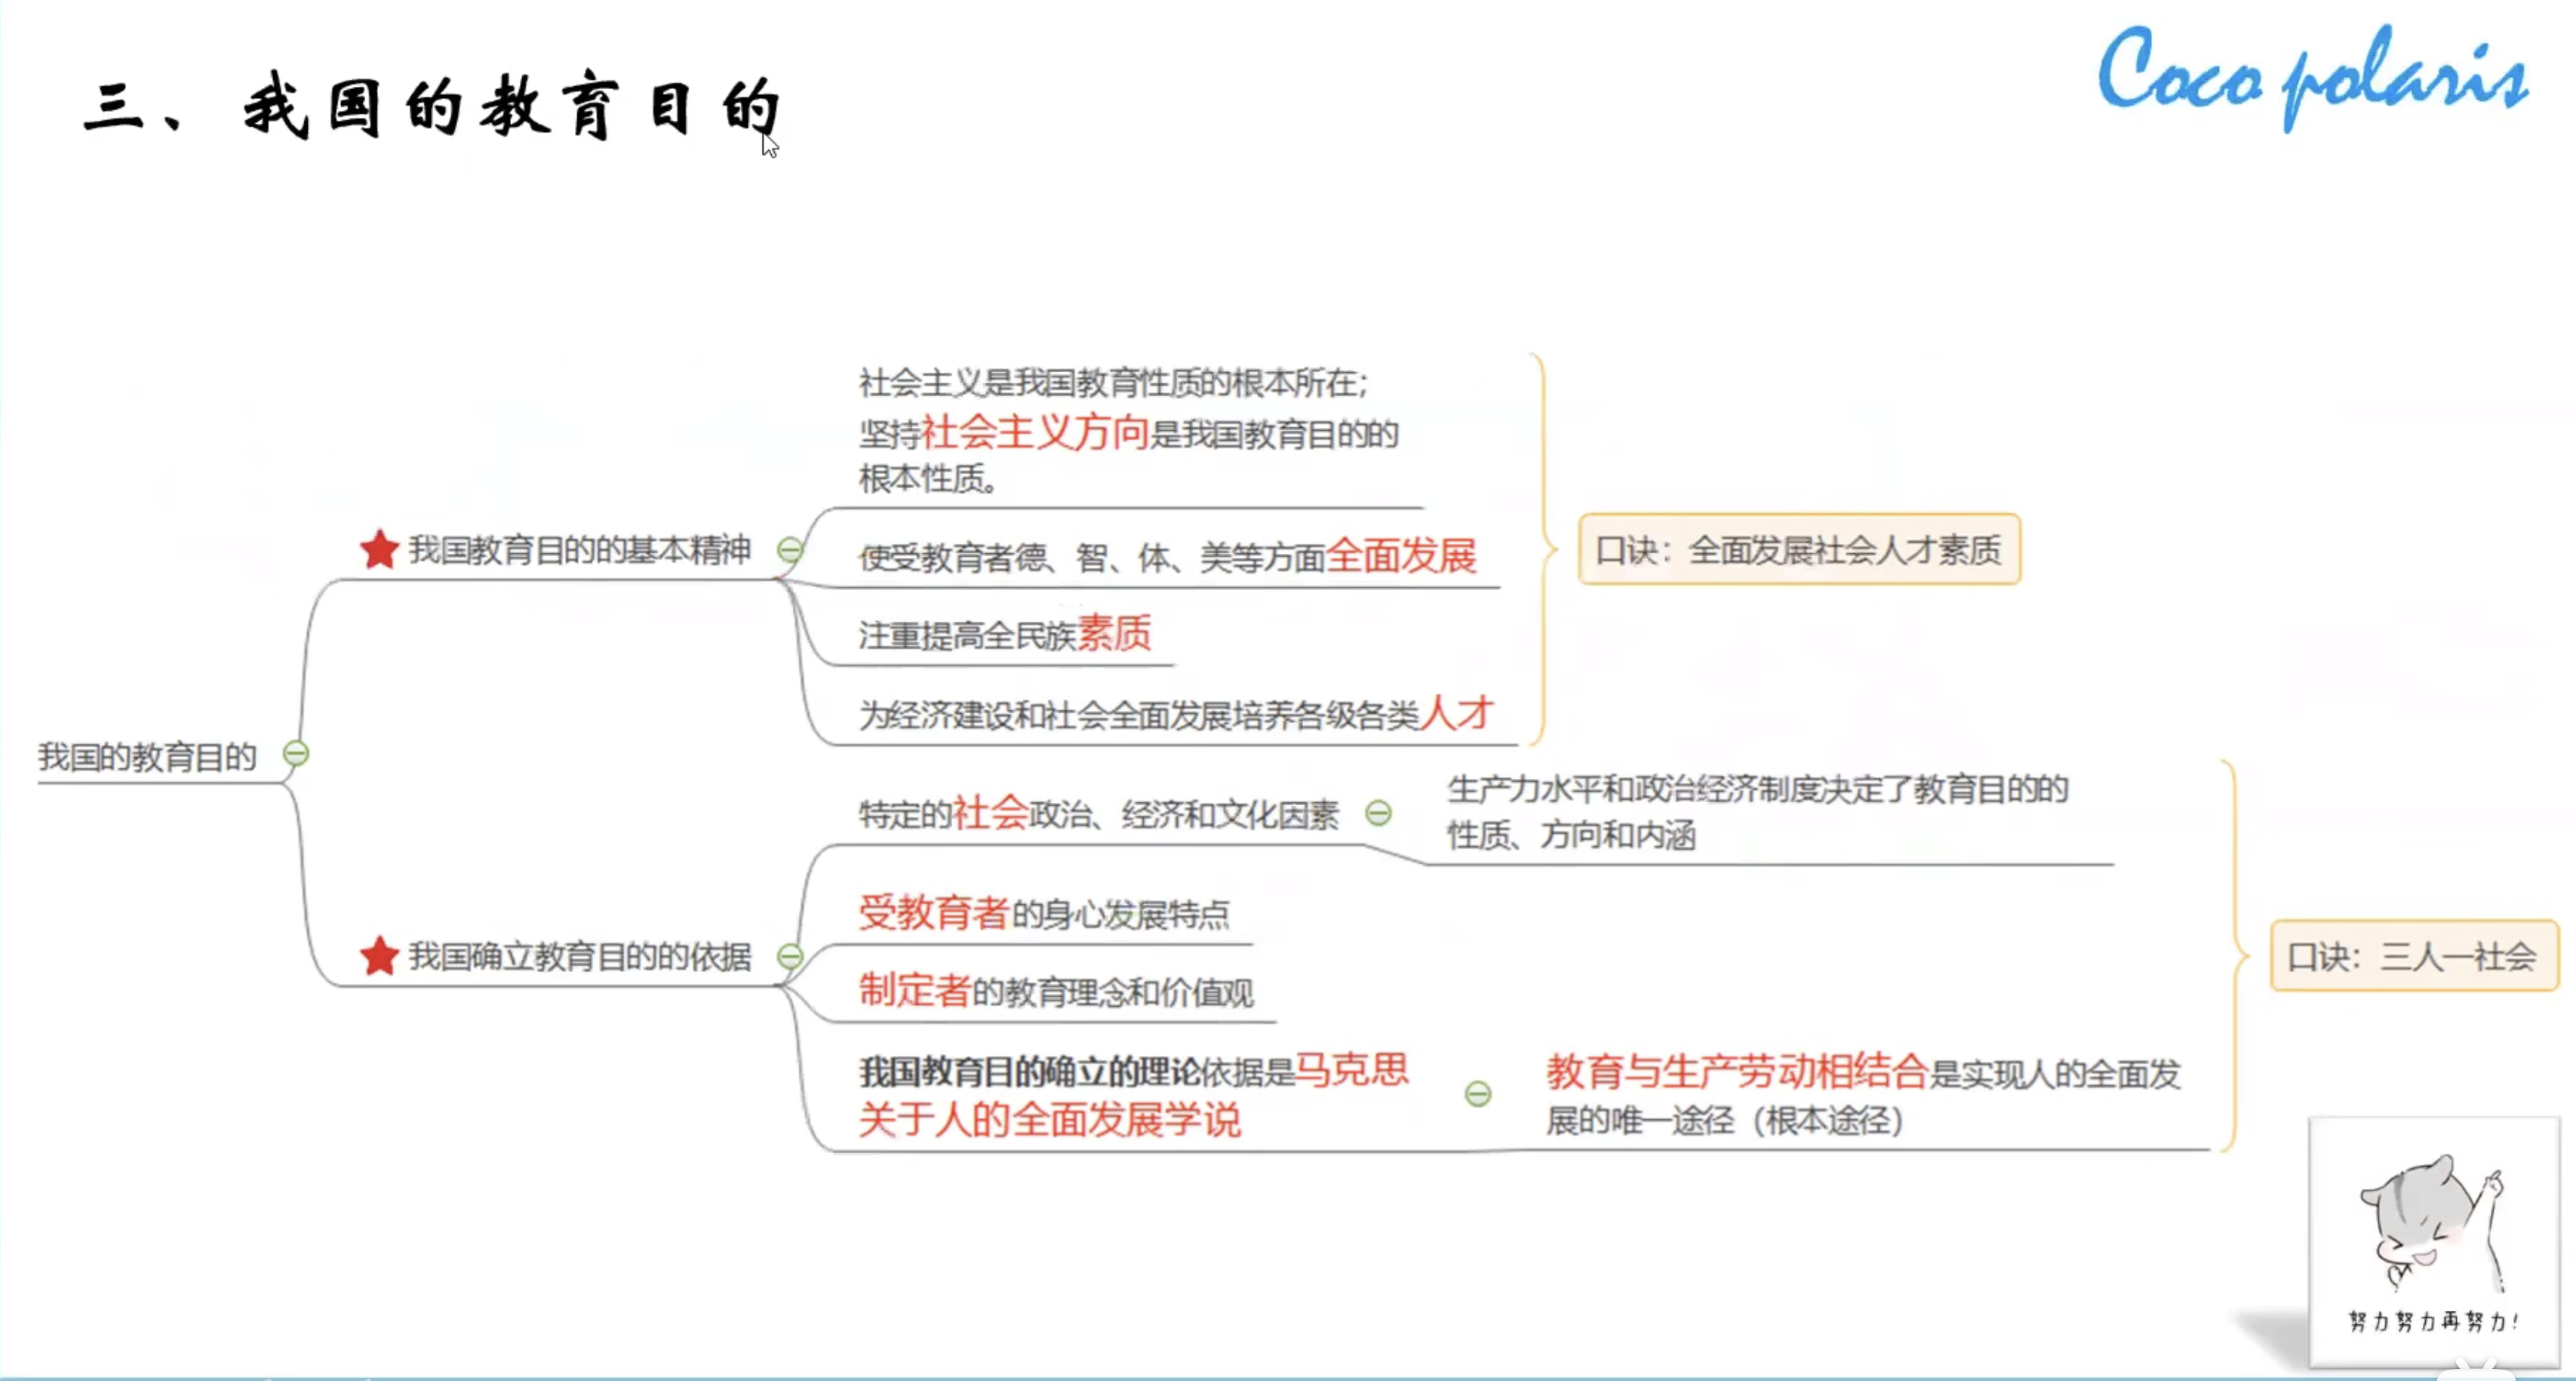 三、我国的教育目的
Coco polaris
社会主义是我国教育性质的根本所在；
坚持社会主义方向是我国教育目的的
根本性质。
我国教育目的的基本精神
使受教育者德、智、体、美等方面全面发展
口诀：全面发展社会人才素质
注重提高全民族素质
为经济建设和社会全面发展培养各级各类人才
我国的教育目的
特定的社会政治、经济和文化因素
生产力水平和政治经济制度决定了教育目的的
性质、方向和内涵
受教育者的身心发展特点
我国确立教育目的的依据
口诀：三人一社会
制定者的教育理念和价值观
我国教育目的确立的理论依据是马克思
关于人的全面发展学说
教育与生产劳动相结合是实现人的全面发
展的唯一途径（根本途径）
努力努力再努力！